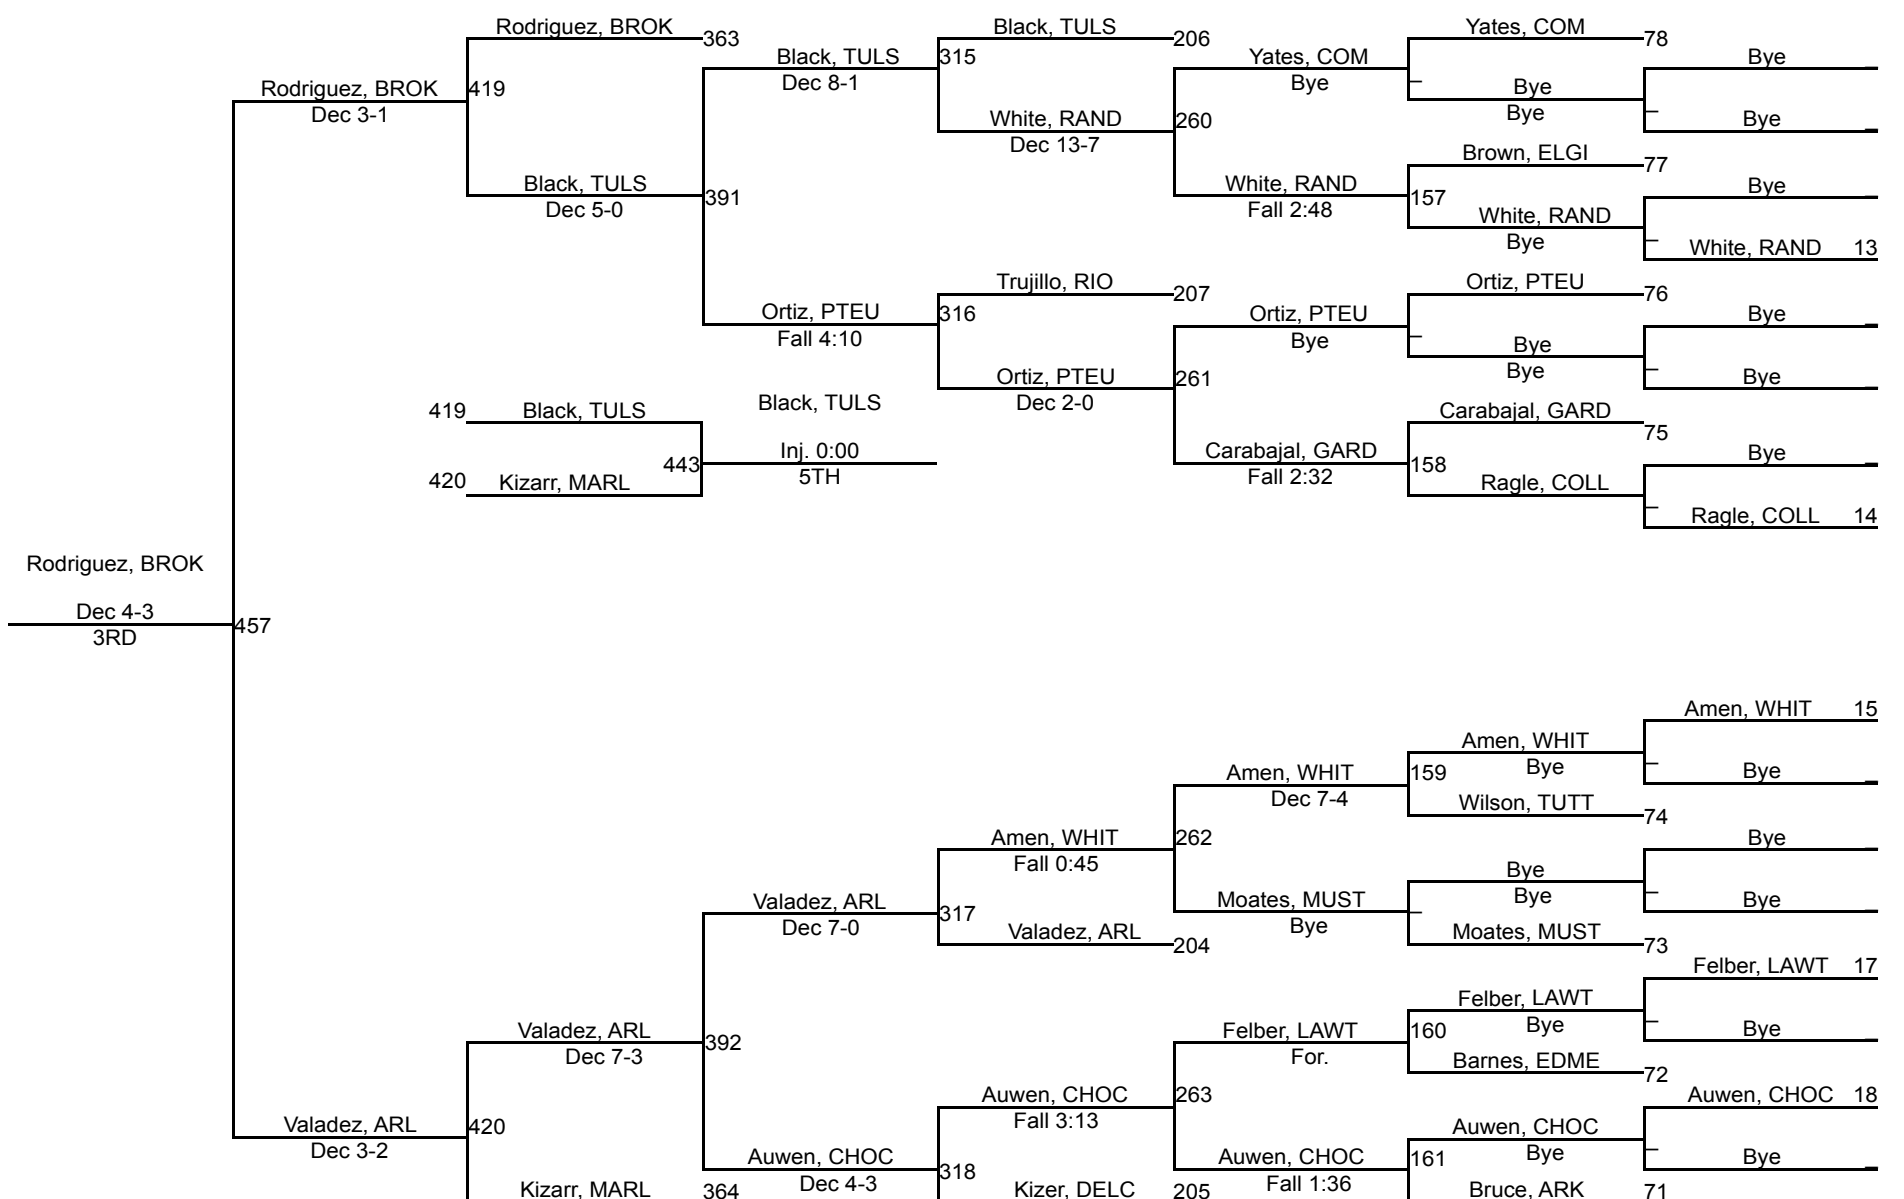 Rodriguez, BROK 363 Black, TULS 206 Yates, COM 78
Black, TULS 315 Yates, COM Bye
Rodriguez, BROK 419 Dec 8-1 Bye Bye
Dec 3-1 White, RAND 260 Bye Bye
Dec 13-7 Brown, ELGI 77
Black, TULS 391 White, RAND 157 Bye
Dec 5-0 Fall 2:48 White, RAND
Bye White, RAND 13
Trujillo, RIO 207 Ortiz, PTEU 76
Ortiz, PTEU 316 Ortiz, PTEU Bye
Fall 4:10 Bye Bye
Ortiz, PTEU 261 Bye Bye
419 Black, TULS Black, TULS Dec 2-0 Carabajal, GARD 75
443 Inj. 0:00 Carabajal, GARD 158 Bye
420 Kizarr, MARL 5TH Fall 2:32 Ragle, COLL
Ragle, COLL 14
Rodriguez, BROK
Dec 4-3 457
3RD
Amen, WHIT 15
Amen, WHIT
Amen, WHIT 159 Bye Bye
Dec 7-4 Wilson, TUTT 74
Amen, WHIT 262 Bye
Fall 0:45 Bye
Valadez, ARL 317 Moates, MUST Bye Bye
Dec 7-0 Valadez, ARL 204 Bye Moates, MUST 73
Felber, LAWT 17
Felber, LAWT
Valadez, ARL 392 Felber, LAWT 160 Bye Bye
Dec 7-3 For. Barnes, EDME 72
Auwen, CHOC 263 Auwen, CHOC 18
Valadez, ARL 420 Fall 3:13 Auwen, CHOC
Dec 3-2 Auwen, CHOC 318 Auwen, CHOC 161 Bye Bye
Kizarr, MARL 364 Dec 4-3 Kizer, DELC 205 Fall 1:36 Bruce, ARK 71